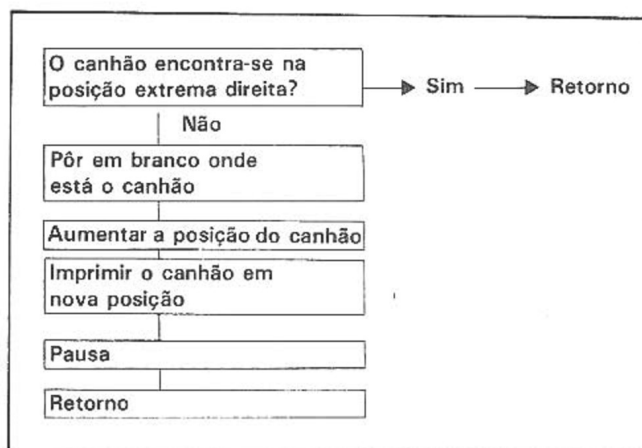 O canhão encontra-se na
posição extrema direita?
Sim
Retorno
Não
Pôr em branco onde
está o canhão
Aumentar a posição do canhão
Imprimir o canhão em
nova posição
Pausa
Retorno